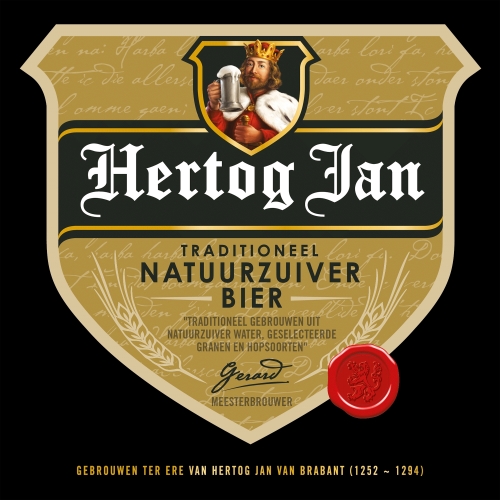 Hertog Jan
TRADITIONEEL
NATUURZUIVER
BIER
"TRADITIONEEL GEBROUWEN UIT
NATUURZUIVER WATER, GESELECTEERDE
GRANEN EN HOPSOORTEN"
Gerard
MEESTERBROUWER
GEBROUWEN TER ERE VAN HERTOG JAN VAN BRABANT (1252 ~ 1294)